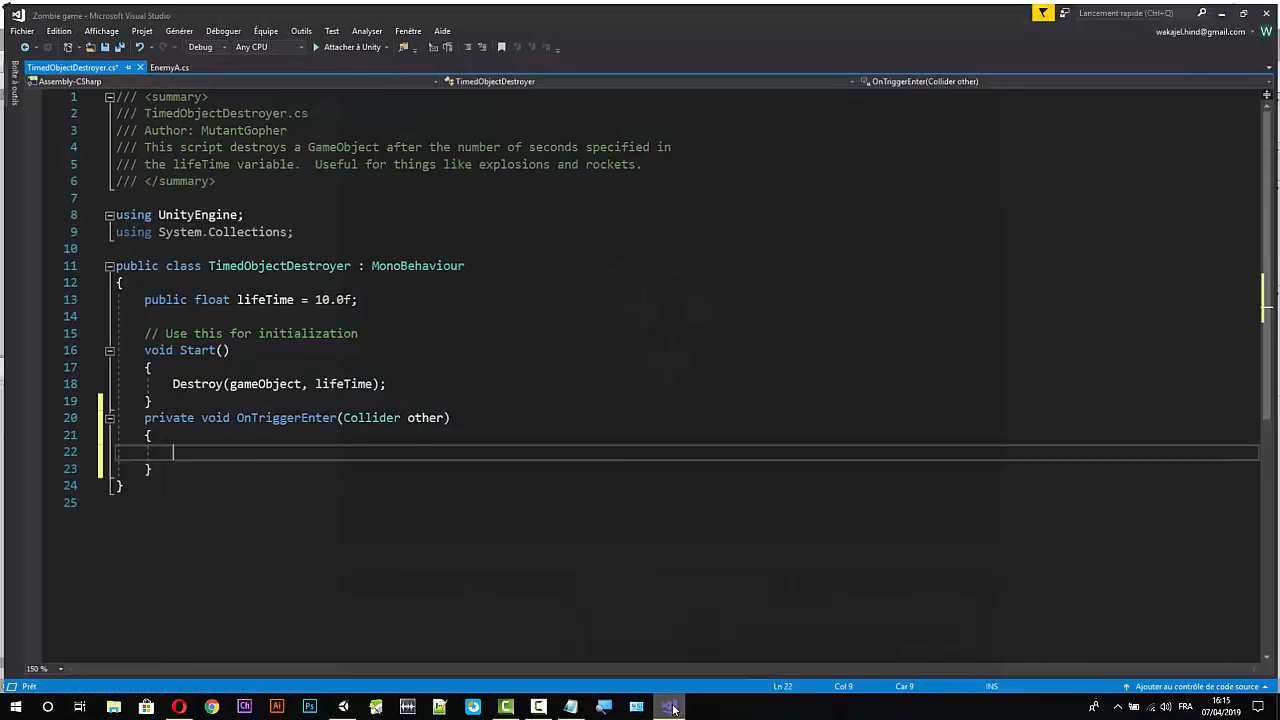 Zombie game - Microsoft Visual Studio
Lancement rapide (Ctrl+Q)
Fichier Edition Affichage Projet Générer Déboguer Équipe Outils Test Analyser Fenêtre Aide
wakajel.hind@gmail.com W
Debug Any CPU Attacher à Unity
TimedObjectDestroyer.cs* EnemyA.cs
Boîte à outils
Assembly-CSharp TimedObjectDestroyer OnTriggerEnter(Collider other)
1 /// <summary>
2 /// TimedObjectDestroyer.cs
3 /// Author: MutantGopher
4 /// This script destroys a GameObject after the number of seconds specified in
5 /// the lifeTime variable.  Useful for things like explosions and rockets.
6 /// </summary>
7
8 using UnityEngine;
9 using System.Collections;
10
11 public class TimedObjectDestroyer : MonoBehaviour
12 {
13 public float lifeTime = 10.0f;
14
15 // Use this for initialization
16 void Start()
17 {
18 Destroy(gameObject, lifeTime);
19 }
20 private void OnTriggerEnter(Collider other)
21 {
22
23 }
24 }
25
150 %
Prêt Ln 22 Col 9 Car 9 INS Ajouter au contrôle de code source
Ch Ai Ps FRA 16:15
07/04/2019